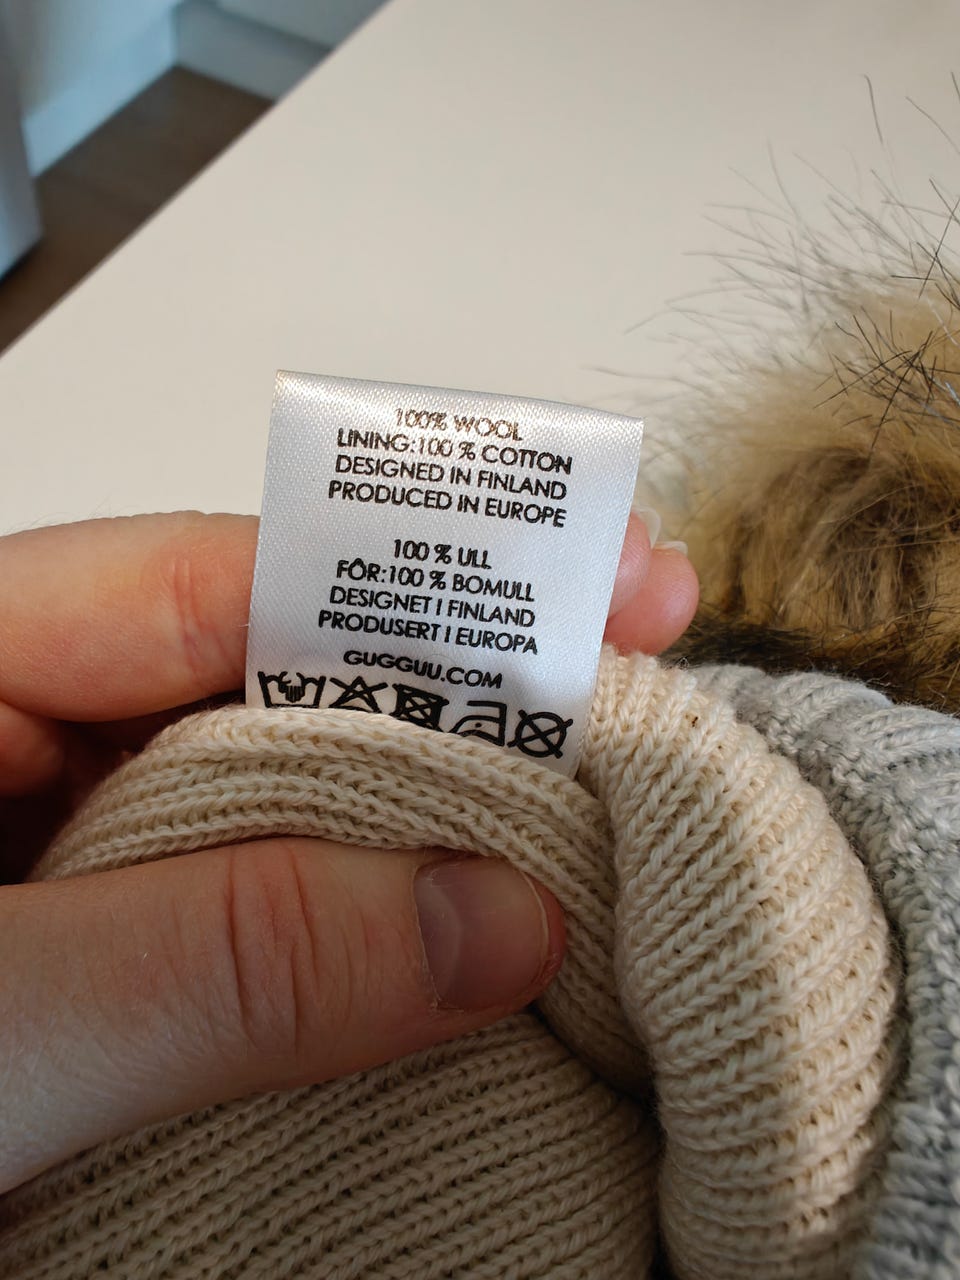 100% WOOL
LINING:100 % COTTON
DESIGNED IN FINLAND
PRODUCED IN EUROPE
100 % ULL
FÔR:100 % BOMULL
DESIGNET I FINLAND
PRODUSERT I EUROPA
GUGGUU.COM